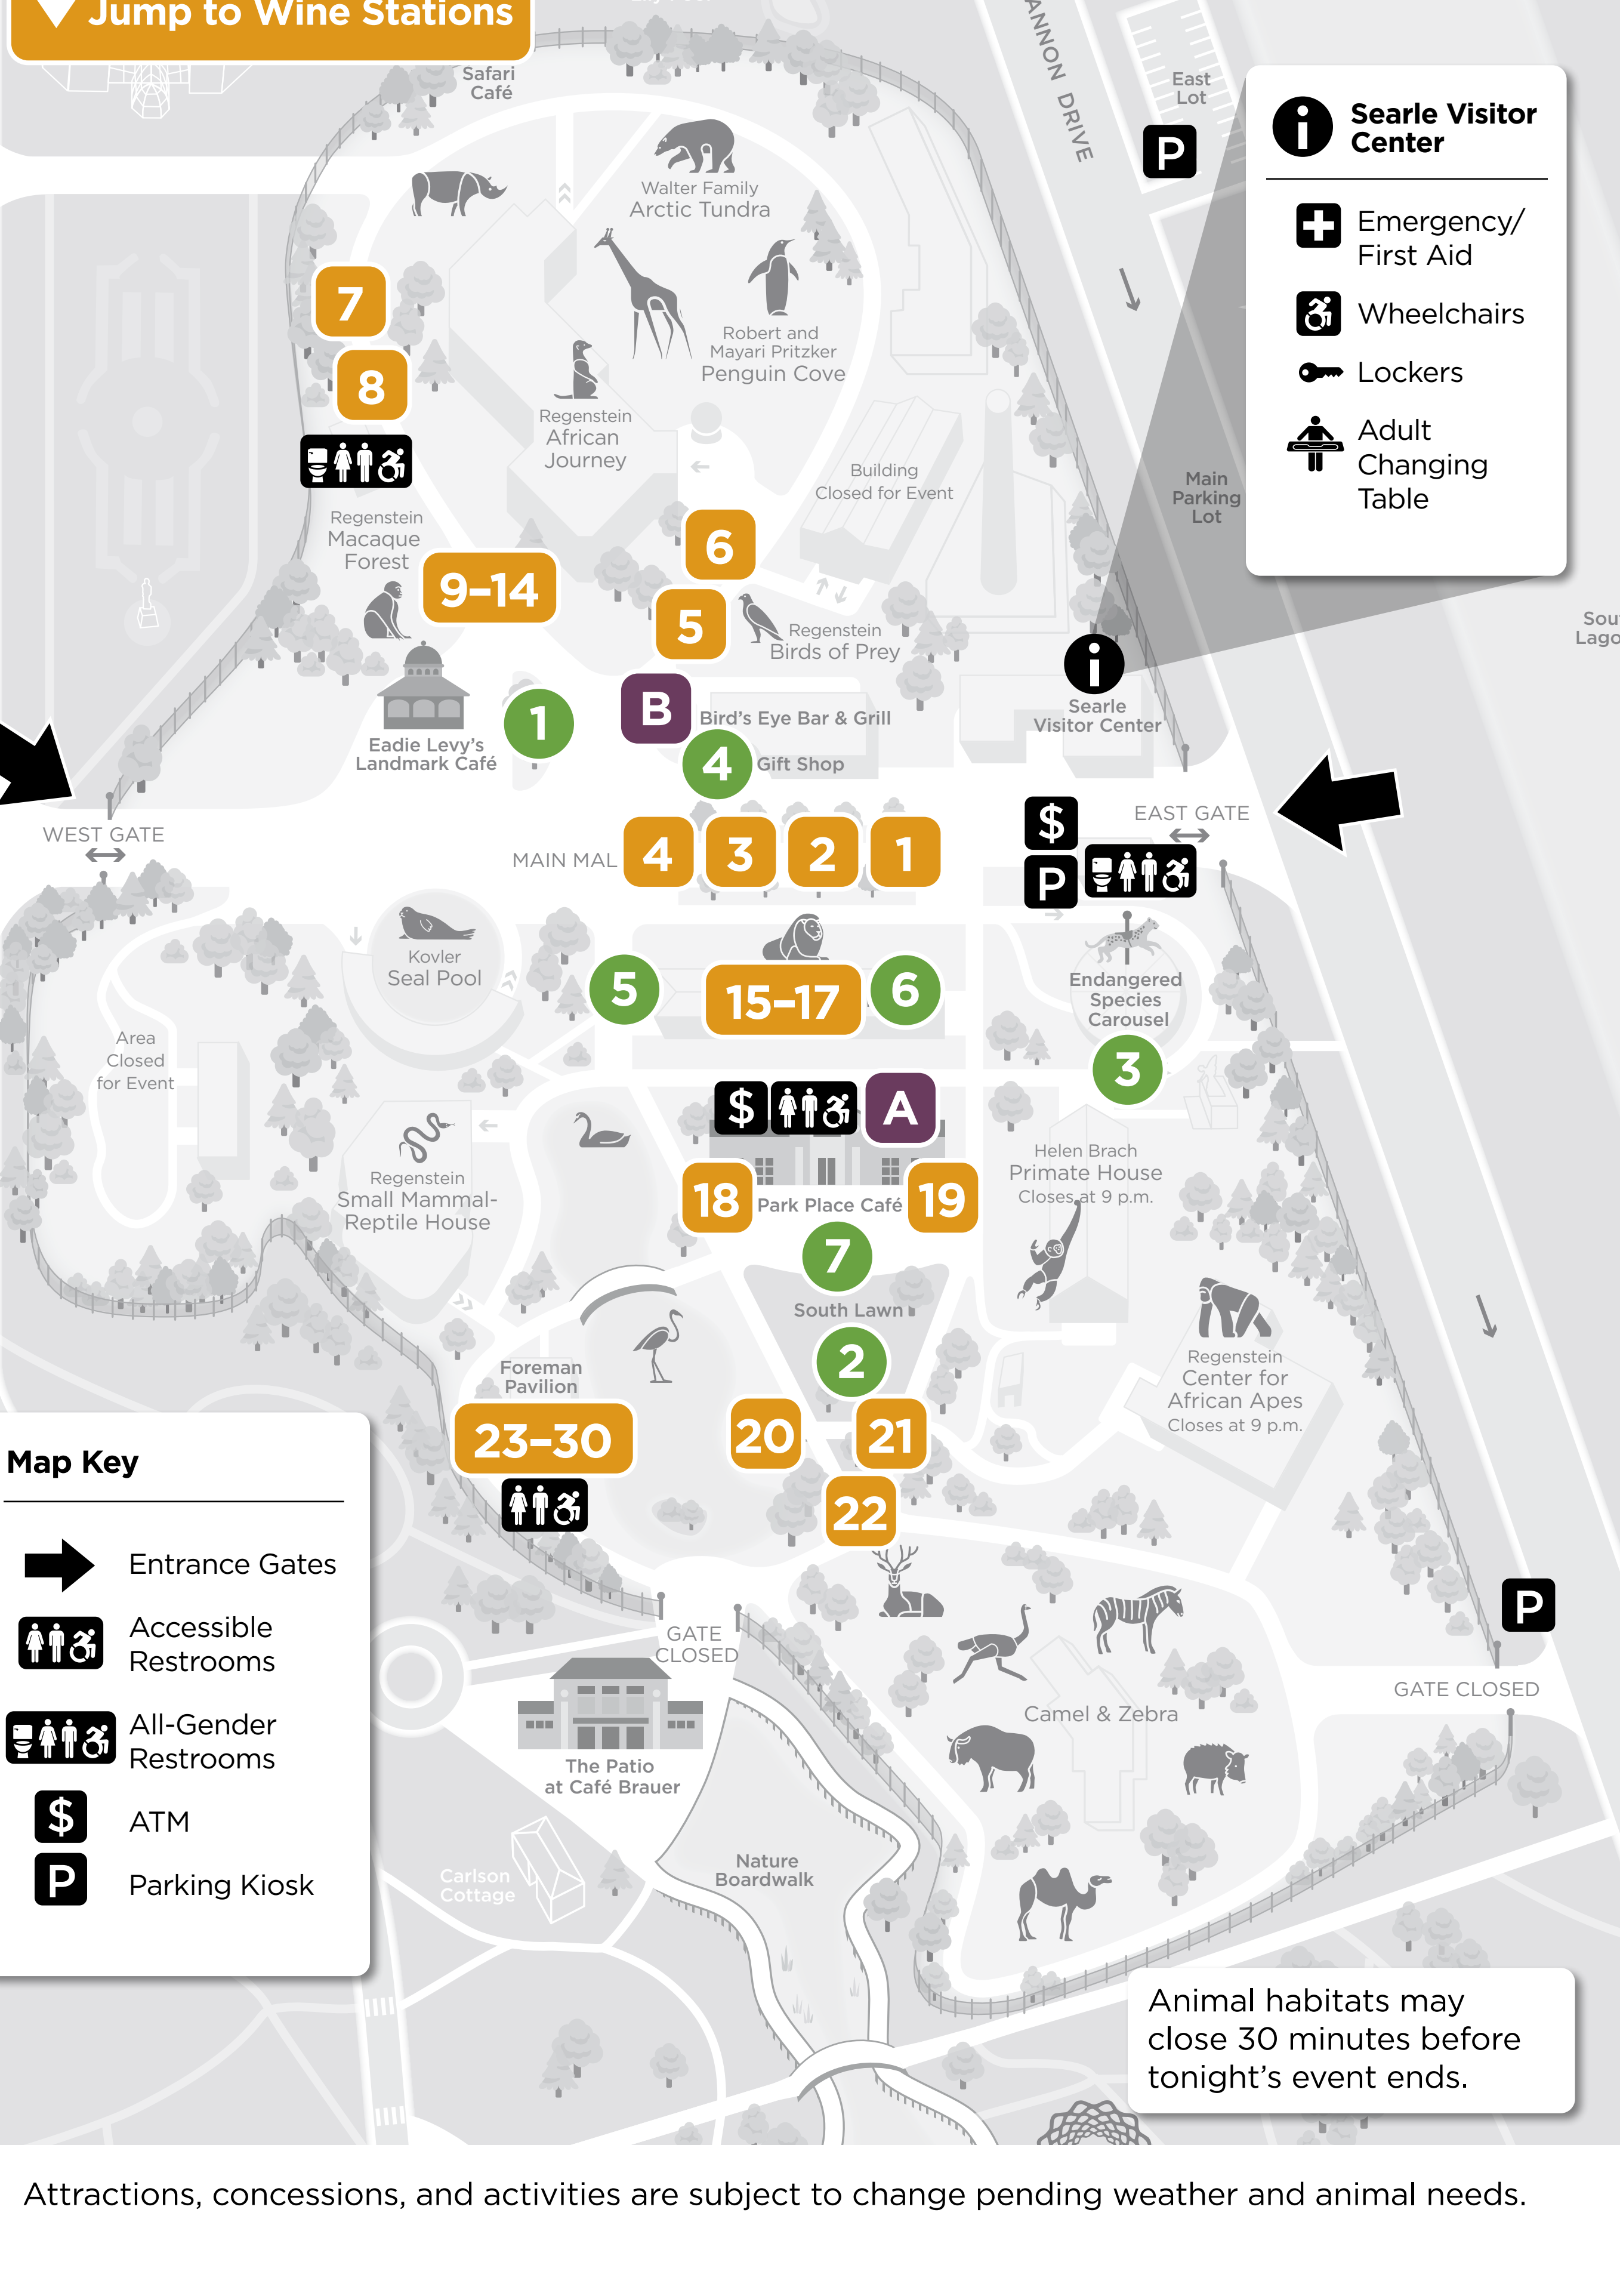 Jump to Wine Stations
Safari
Café
CANNON DRIVE
East
Lot
P
Searle Visitor
Center
Emergency/
First Aid
Wheelchairs
Lockers
Adult
Changing
Table
Walter Family
Arctic Tundra
Robert and
Mayari Pritzker
Penguin Cove
7
8
Regenstein
African
Journey
Building
Closed for Event
Main
Parking
Lot
Regenstein
Macaque
Forest
9–14
6
5
Regenstein
Birds of Prey
i
Searle
Visitor Center
Eadie Levy's
Landmark Café
1
B
Bird's Eye Bar & Grill
4
Gift Shop
WEST GATE
EAST GATE
MAIN MAL
4
3
2
1
$
P
Kovler
Seal Pool
5
15–17
6
Endangered
Species
Carousel
3
Area
Closed
for Event
$
A
Regenstein
Small Mammal-
Reptile House
18
Park Place Café
19
Helen Brach
Primate House
Closes at 9 p.m.
7
South Lawn
2
Regenstein
Center for
African Apes
Closes at 9 p.m.
Foreman
Pavilion
23–30
20
21
22
Map Key
Entrance Gates
Accessible
Restrooms
All-Gender
Restrooms
$
ATM
P
Parking Kiosk
GATE
CLOSED
P
GATE CLOSED
The Patio
at Café Brauer
Camel & Zebra
Carlson
Cottage
Nature
Boardwalk
Animal habitats may
close 30 minutes before
tonight's event ends.
Attractions, concessions, and activities are subject to change pending weather and animal needs.